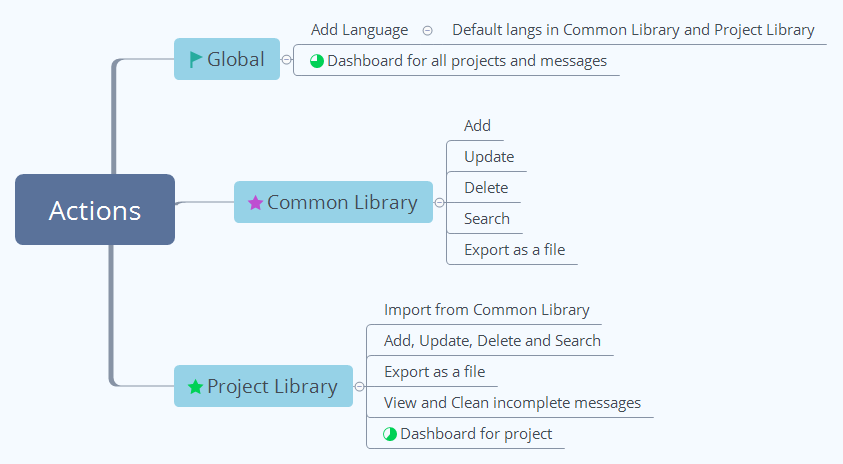 Actions
Global
Add Language
Default langs in Common Library and Project Library
Dashboard for all projects and messages
Common Library
Add
Update
Delete
Search
Export as a file
Project Library
Import from Common Library
Add, Update, Delete and Search
Export as a file
View and Clean incomplete messages
Dashboard for project